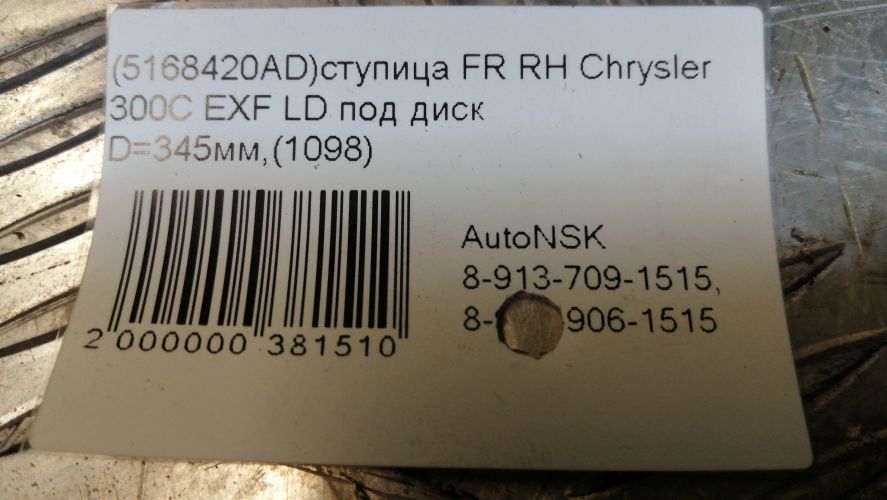 (5168420AD)ступица FR RH Chrysler
300C EXF LD под диск
D=345мм,(1098)
AutoNSK
8-913-709-1515,
8- 906-1515
2 000000 381510